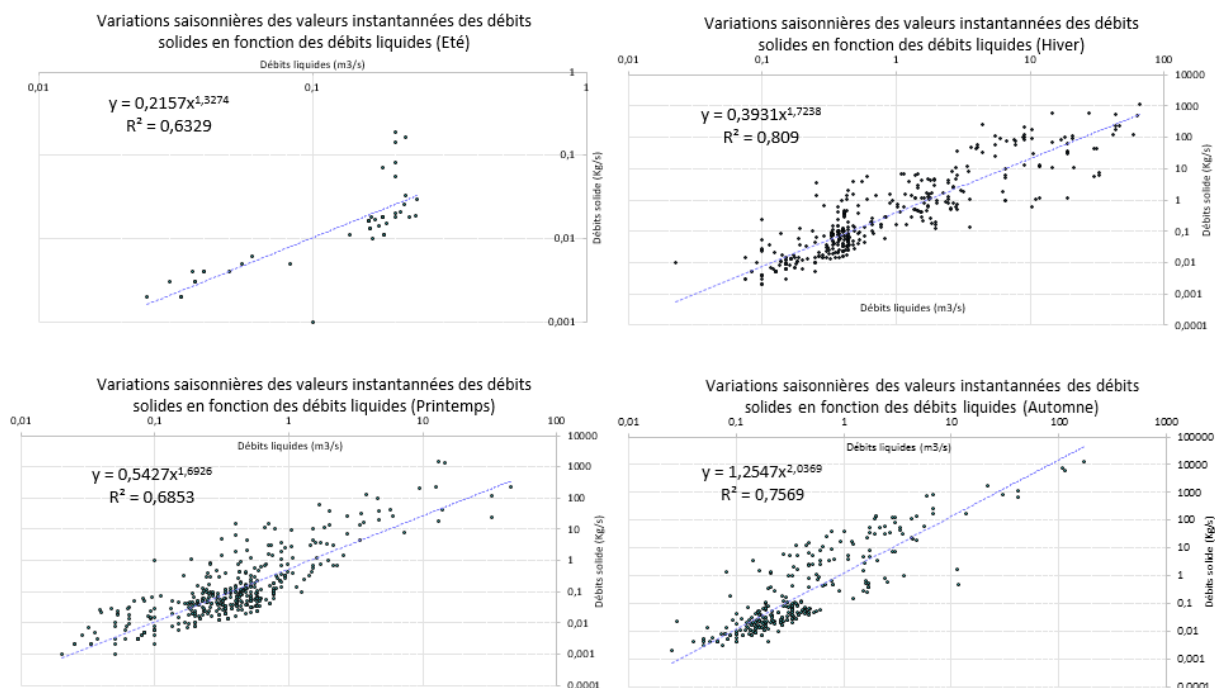 Variations saisonnières des valeurs instantannées des débits
solides en fonction des débits liquides (Eté)
Débits liquides (m3/s)
0,01
0,1
1
1
0,1
0,01
0,001
Débits solide (Kg/s)
y = 0,2157x^1,3274
R² = 0,6329
Variations saisonnières des valeurs instantannées des débits
solides en fonction des débits liquides (Hiver)
0,01
0,1
1
10
100
10000
1000
100
10
1
0,1
0,01
0,001
0,0001
Débits solide (Kg/s)
y = 0,3931x^1,7238
R² = 0,809
Débits liquides (m3/s)
Variations saisonnières des valeurs instantannées des débits
solides en fonction des débits liquides (Printemps)
0,01
0,1
1
10
100
Débits liquides (m3/s)
10000
1000
100
10
1
0,1
0,01
0,001
0,0001
Débits solide (Kg/s)
y = 0,5427x^1,6926
R² = 0,6853
Variations saisonnières des valeurs instantannées des débits
solides en fonction des débits liquides (Automne)
0,01
0,1
1
10
100
1000
Débits liquides (m3/s)
100000
10000
1000
100
10
1
0,1
0,01
0,001
0,0001
Débits solide (Kg/s)
y = 1,2547x^2,0369
R² = 0,7569